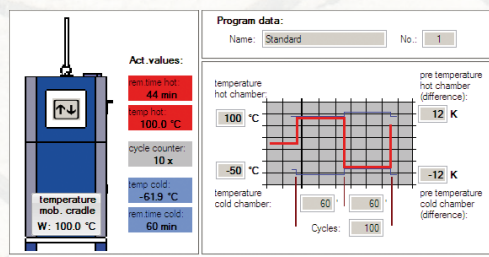 Program data:
Name: Standard
No.: 1
Act.values:
rem.time hot:
44 min
temp hot:
100.0 °C
cycle counter:
10 x
temp cold:
-61.9 °C
rem.time cold:
60 min
temperature
mob. cradle
W: 100.0 °C
temperature
hot chamber:
100 °C
-50 °C
temperature
cold chamber:
pre temperature
hot chamber
(difference):
12 K
-12 K
pre temperature
cold chamber
(difference):
60 ' 60 '
Cycles: 100